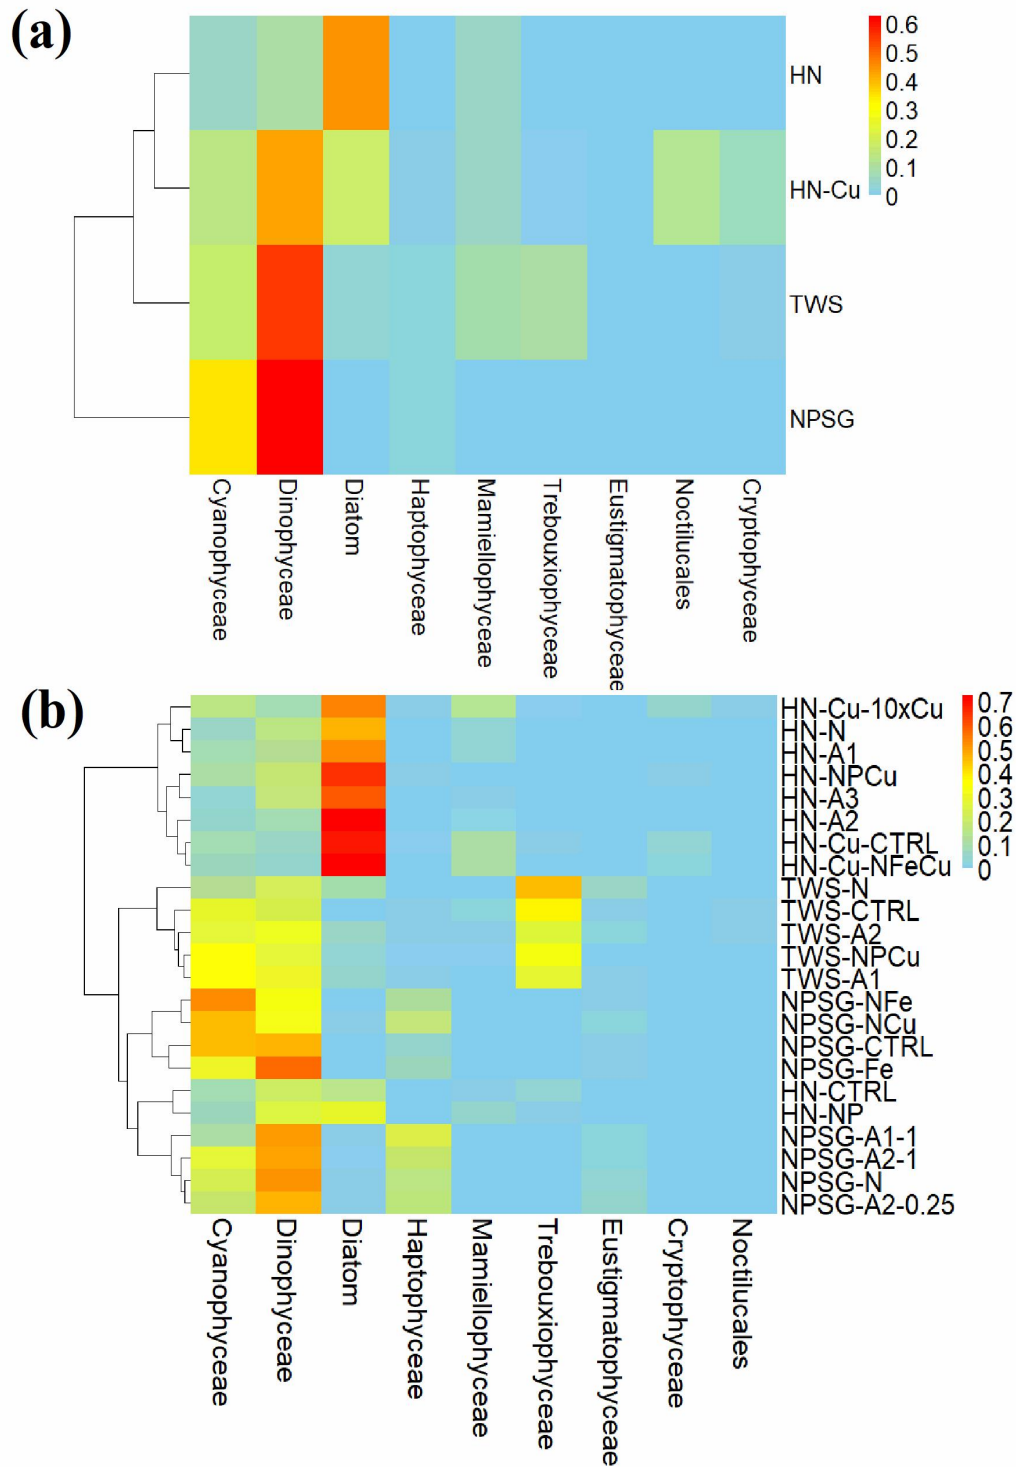 (a)
0.6
0.5
0.4
0.3
0.2
0.1
0
HN
HN-Cu
TWS
NPSG
Cyanophyceae
Dinophyceae
Diatom
Haptophyceae
Mamiellophyceae
Trebouxiophyceae
Eustigmatophyceae
Noctilucales
Cryptophyceae
(b)
0.7
0.6
0.5
0.4
0.3
0.2
0.1
0
HN-Cu-10xCu
HN-N
HN-A1
HN-NPCu
HN-A3
HN-A2
HN-Cu-CTRL
HN-Cu-NFeCu
TWS-N
TWS-CTRL
TWS-A2
TWS-NPCu
TWS-A1
NPSG-NFe
NPSG-NCu
NPSG-CTRL
NPSG-Fe
HN-CTRL
HN-NP
NPSG-A1-1
NPSG-A2-1
NPSG-N
NPSG-A2-0.25
Cyanophyceae
Dinophyceae
Diatom
Haptophyceae
Mamiellophyceae
Trebouxiophyceae
Eustigmatophyceae
Cryptophyceae
Noctilucales